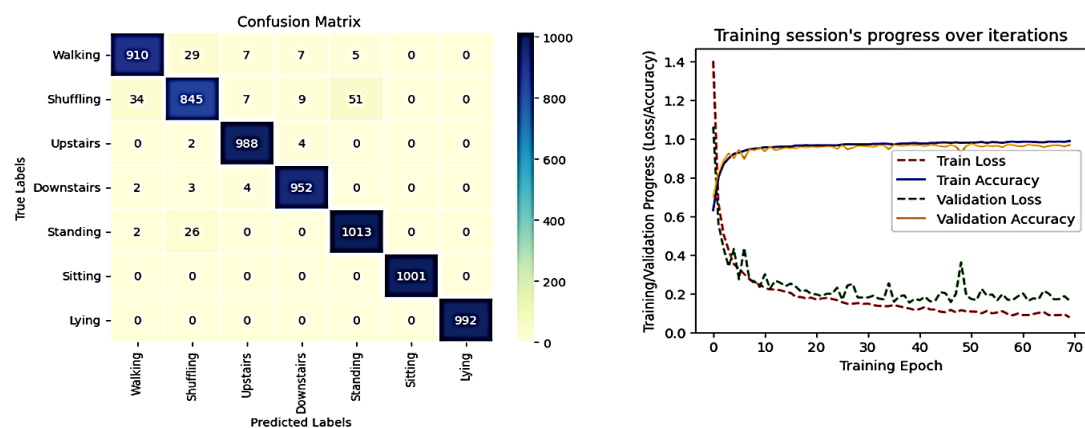 Confusion Matrix
True Labels
Walking 910 29 7 7 5 0 0
Shuffling 34 845 7 9 51 0 0
Upstairs 0 2 988 4 0 0 0
Downstairs 2 3 4 952 0 0 0
Standing 2 26 0 0 1013 0 0
Sitting 0 0 0 0 0 1001 0
Lying 0 0 0 0 0 0 992
Walking Shuffling Upstairs Downstairs Standing Sitting Lying
Predicted Labels
1000
800
600
400
200
0
Training session's progress over iterations
Training/Validation Progress (Loss/Accuracy)
1.4
1.2
1.0
0.8
0.6
0.4
0.2
0.0
Train Loss
Train Accuracy
Validation Loss
Validation Accuracy
0 10 20 30 40 50 60 70
Training Epoch